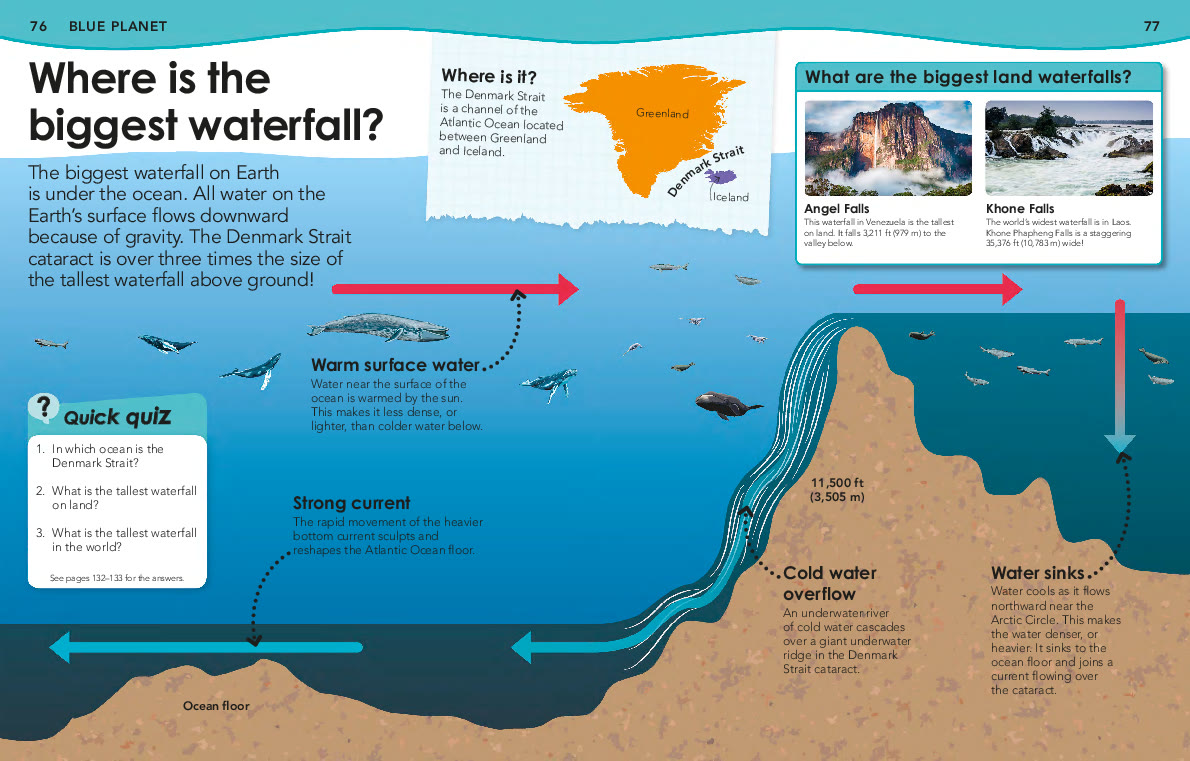 76 BLUE PLANET
77
Where is the
biggest waterfall?
The biggest waterfall on Earth
is under the ocean. All water on the
Earth's surface flows downward
because of gravity. The Denmark Strait
cataract is over three times the size of
the tallest waterfall above ground!
Where is it?
The Denmark Strait
is a channel of the
Atlantic Ocean located
between Greenland
and Iceland.
Greenland
Denmark Strait
Iceland
What are the biggest land waterfalls?
Angel Falls
This waterfall in Venezuela is the tallest
on land. It falls 3,211 ft (979 m) to the
valley below.
Khone Falls
The world's widest waterfall is in Laos.
Khone Phapheng Falls is a staggering
35,376 ft (10,783 m) wide!
Warm surface water
Water near the surface of the
ocean is warmed by the sun.
This makes it less dense, or
lighter, than colder water below.
? Quick quiz
1. In which ocean is the
Denmark Strait?
2. What is the tallest waterfall
on land?
3. What is the tallest waterfall
in the world?
See pages 132–133 for the answers.
Strong current
The rapid movement of the heavier
bottom current sculpts and
reshapes the Atlantic Ocean floor.
11,500 ft
(3,505 m)
Cold water
overflow
An underwater river
of cold water cascades
over a giant underwater
ridge in the Denmark
Strait cataract.
Water sinks
Water cools as it flows
northward near the
Arctic Circle. This makes
the water denser, or
heavier. It sinks to the
ocean floor and joins a
current flowing over
the cataract.
Ocean floor